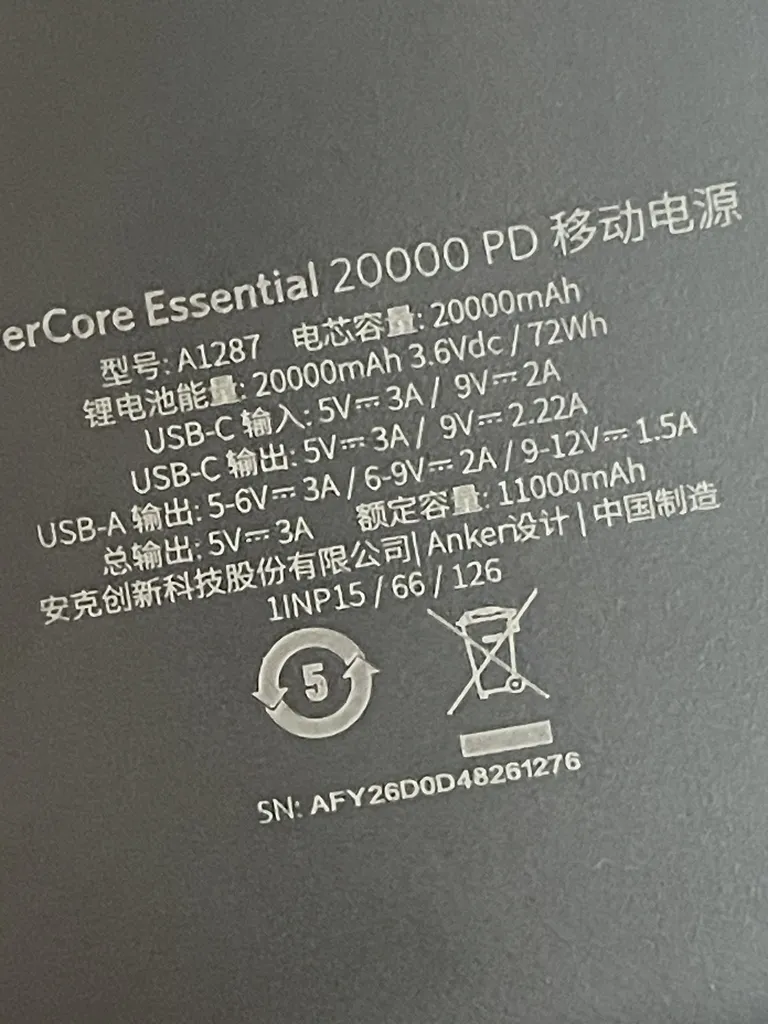 erCore Essential 20000 PD 移动电源
型号: A1287 电芯容量: 20000mAh
锂电池能量: 20000mAh 3.6Vdc / 72Wh
USB-C 输入: 5V⎓3A / 9V⎓2A
USB-C 输出: 5V⎓3A / 9V⎓2.22A
USB-A 输出: 5-6V⎓3A / 6-9V⎓2A / 9-12V⎓1.5A
总输出: 5V⎓3A 额定容量: 11000mAh
安克创新科技股份有限公司| Anker设计 | 中国制造
1INP15 / 66 / 126
5
SN: AFY26D0D48261276